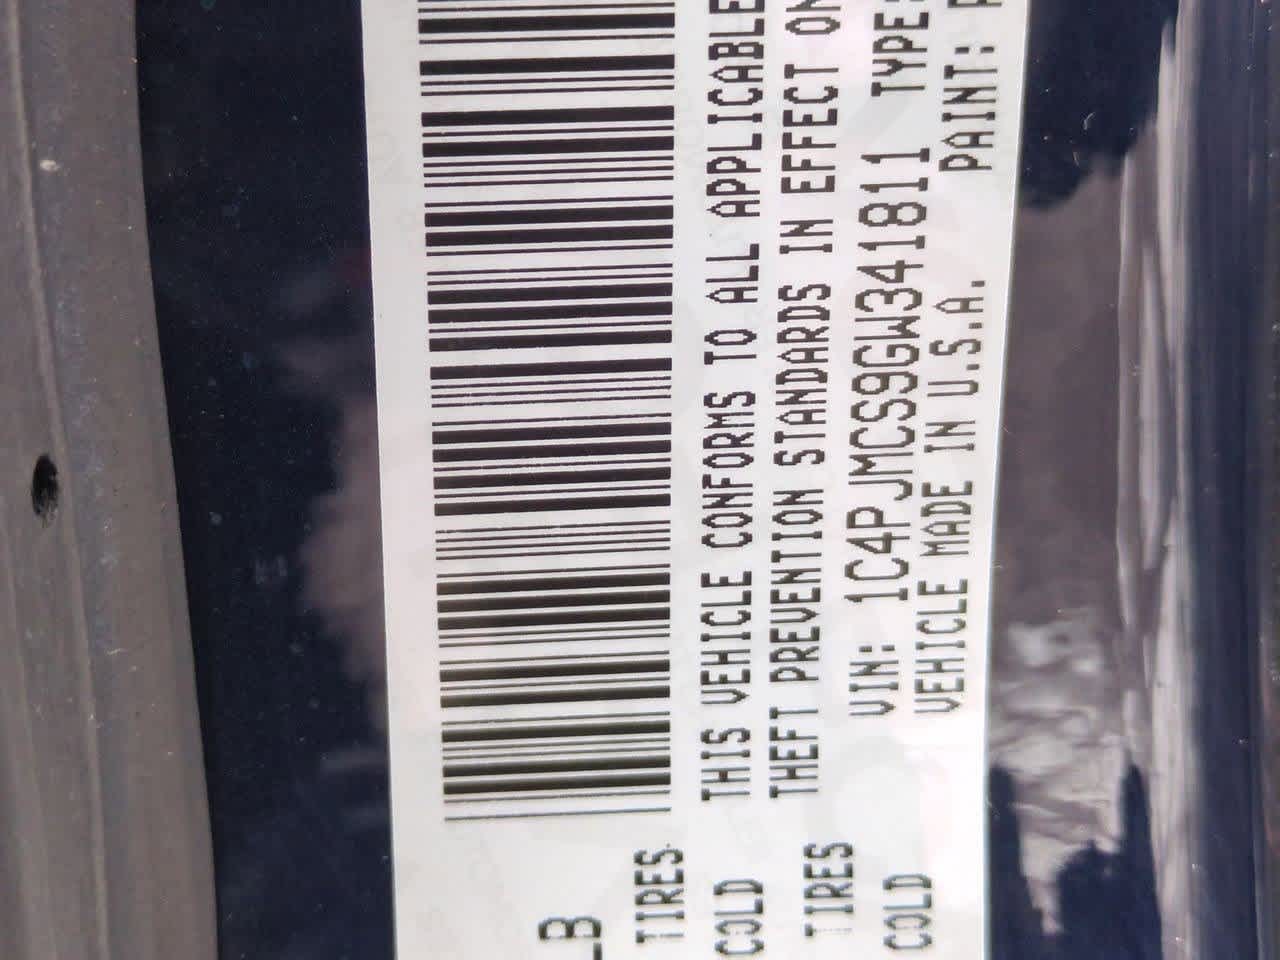 LB
TIRES
COLD
TIRES
COLD
THIS VEHICLE CONFORMS TO ALL APPLICABLE
THEFT PREVENTION STANDARDS IN EFFECT ON
VIN: 1C4PJMCS9GW341811 TYPE:
VEHICLE MADE IN U.S.A. PAINT: